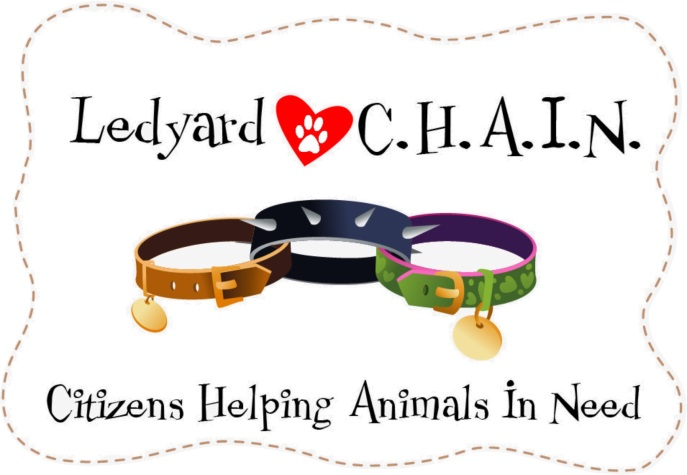 Ledyard C.H.A.I.N.
Citizens Helping Animals In Need